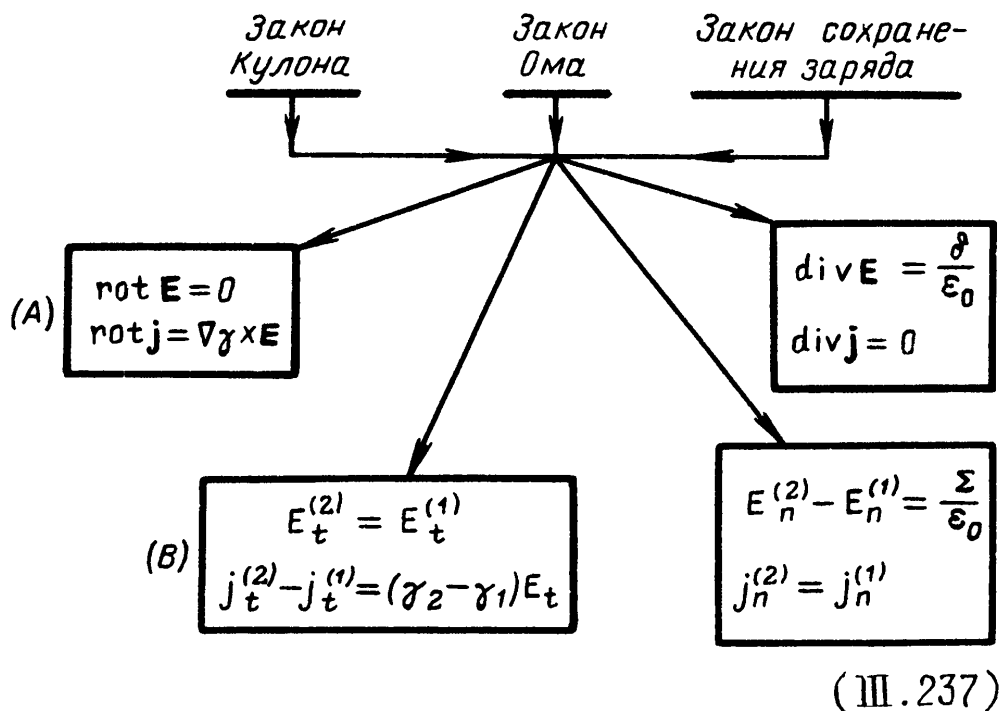 Закон
Кулона
Закон
Ома
Закон сохране-
ния заряда
(A)
rot E = 0
rot j = ∇γ × E
div E = δ/ε₀
div j = 0
(B)
E_t^(2) = E_t^(1)
j_t^(2) – j_t^(1) = (γ₂ – γ₁) E_t
E_n^(2) – E_n^(1) = Σ/ε₀
j_n^(2) = j_n^(1)
(III.237)